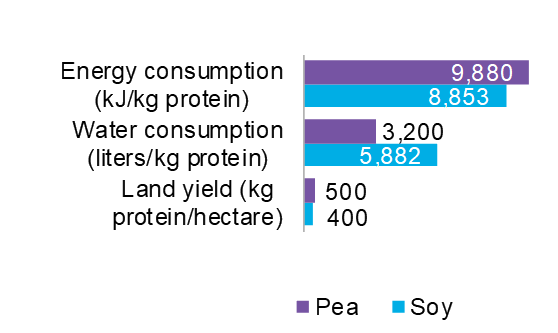 Energy consumption
(kJ/kg protein)
9,880
8,853
Water consumption
(liters/kg protein)
3,200
5,882
Land yield (kg
protein/hectare)
500
400
Pea Soy